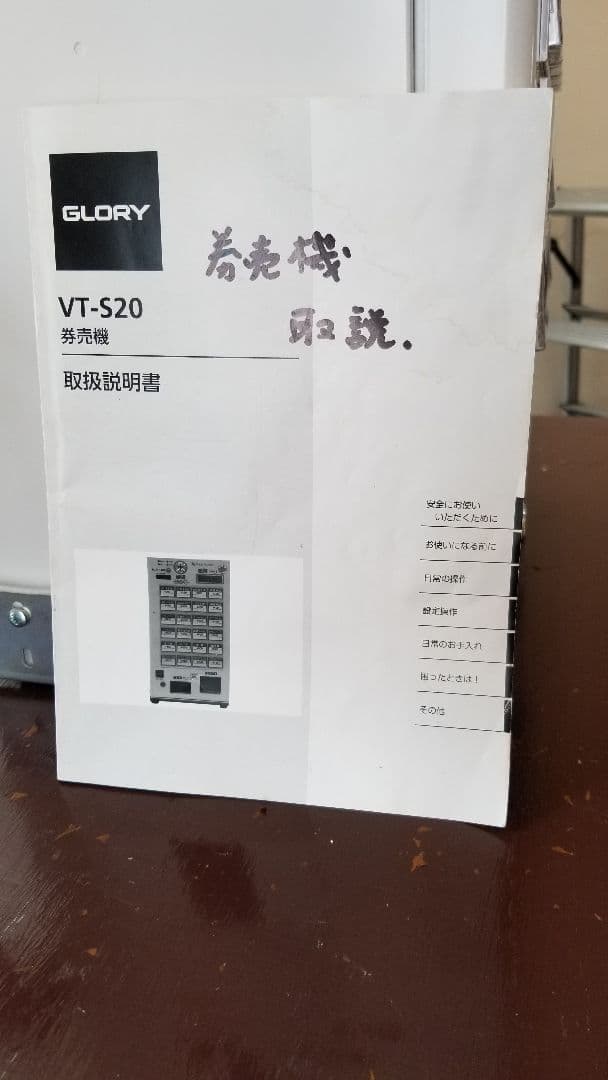 GLORY
VT-S20
券売機
取扱説明書
券売機
取説.
安全にお使い
いただくために
お使いになる前に
日常の操作
設定操作
日常のお手入れ
困ったときは！
その他